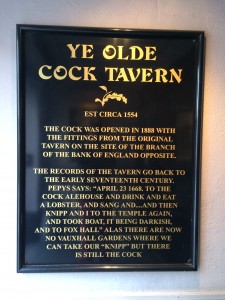 YE OLDE
COCK TAVERN
EST CIRCA 1554
THE COCK WAS OPENED IN 1888 WITH
THE FITTINGS FROM THE ORIGINAL
TAVERN ON THE SITE OF THE BRANCH
OF THE BANK OF ENGLAND OPPOSITE.
THE RECORDS OF THE TAVERN GO BACK TO
THE EARLY SEVENTEENTH CENTURY.
PEPYS SAYS: "APRIL 23 1668. TO THE
COCK ALEHOUSE AND DRINK AND EAT
A LOBSTER, AND SANG AND....AND THEN
KNIPP AND I TO THE TEMPLE AGAIN,
AND TOOK BOAT, IT BEING DARKISH,
AND TO FOX HALL" ALAS THERE ARE NOW
NO VAUXHALL GARDENS WHERE WE
CAN TAKE OUR "KNIPP" BUT THERE
IS STILL THE COCK